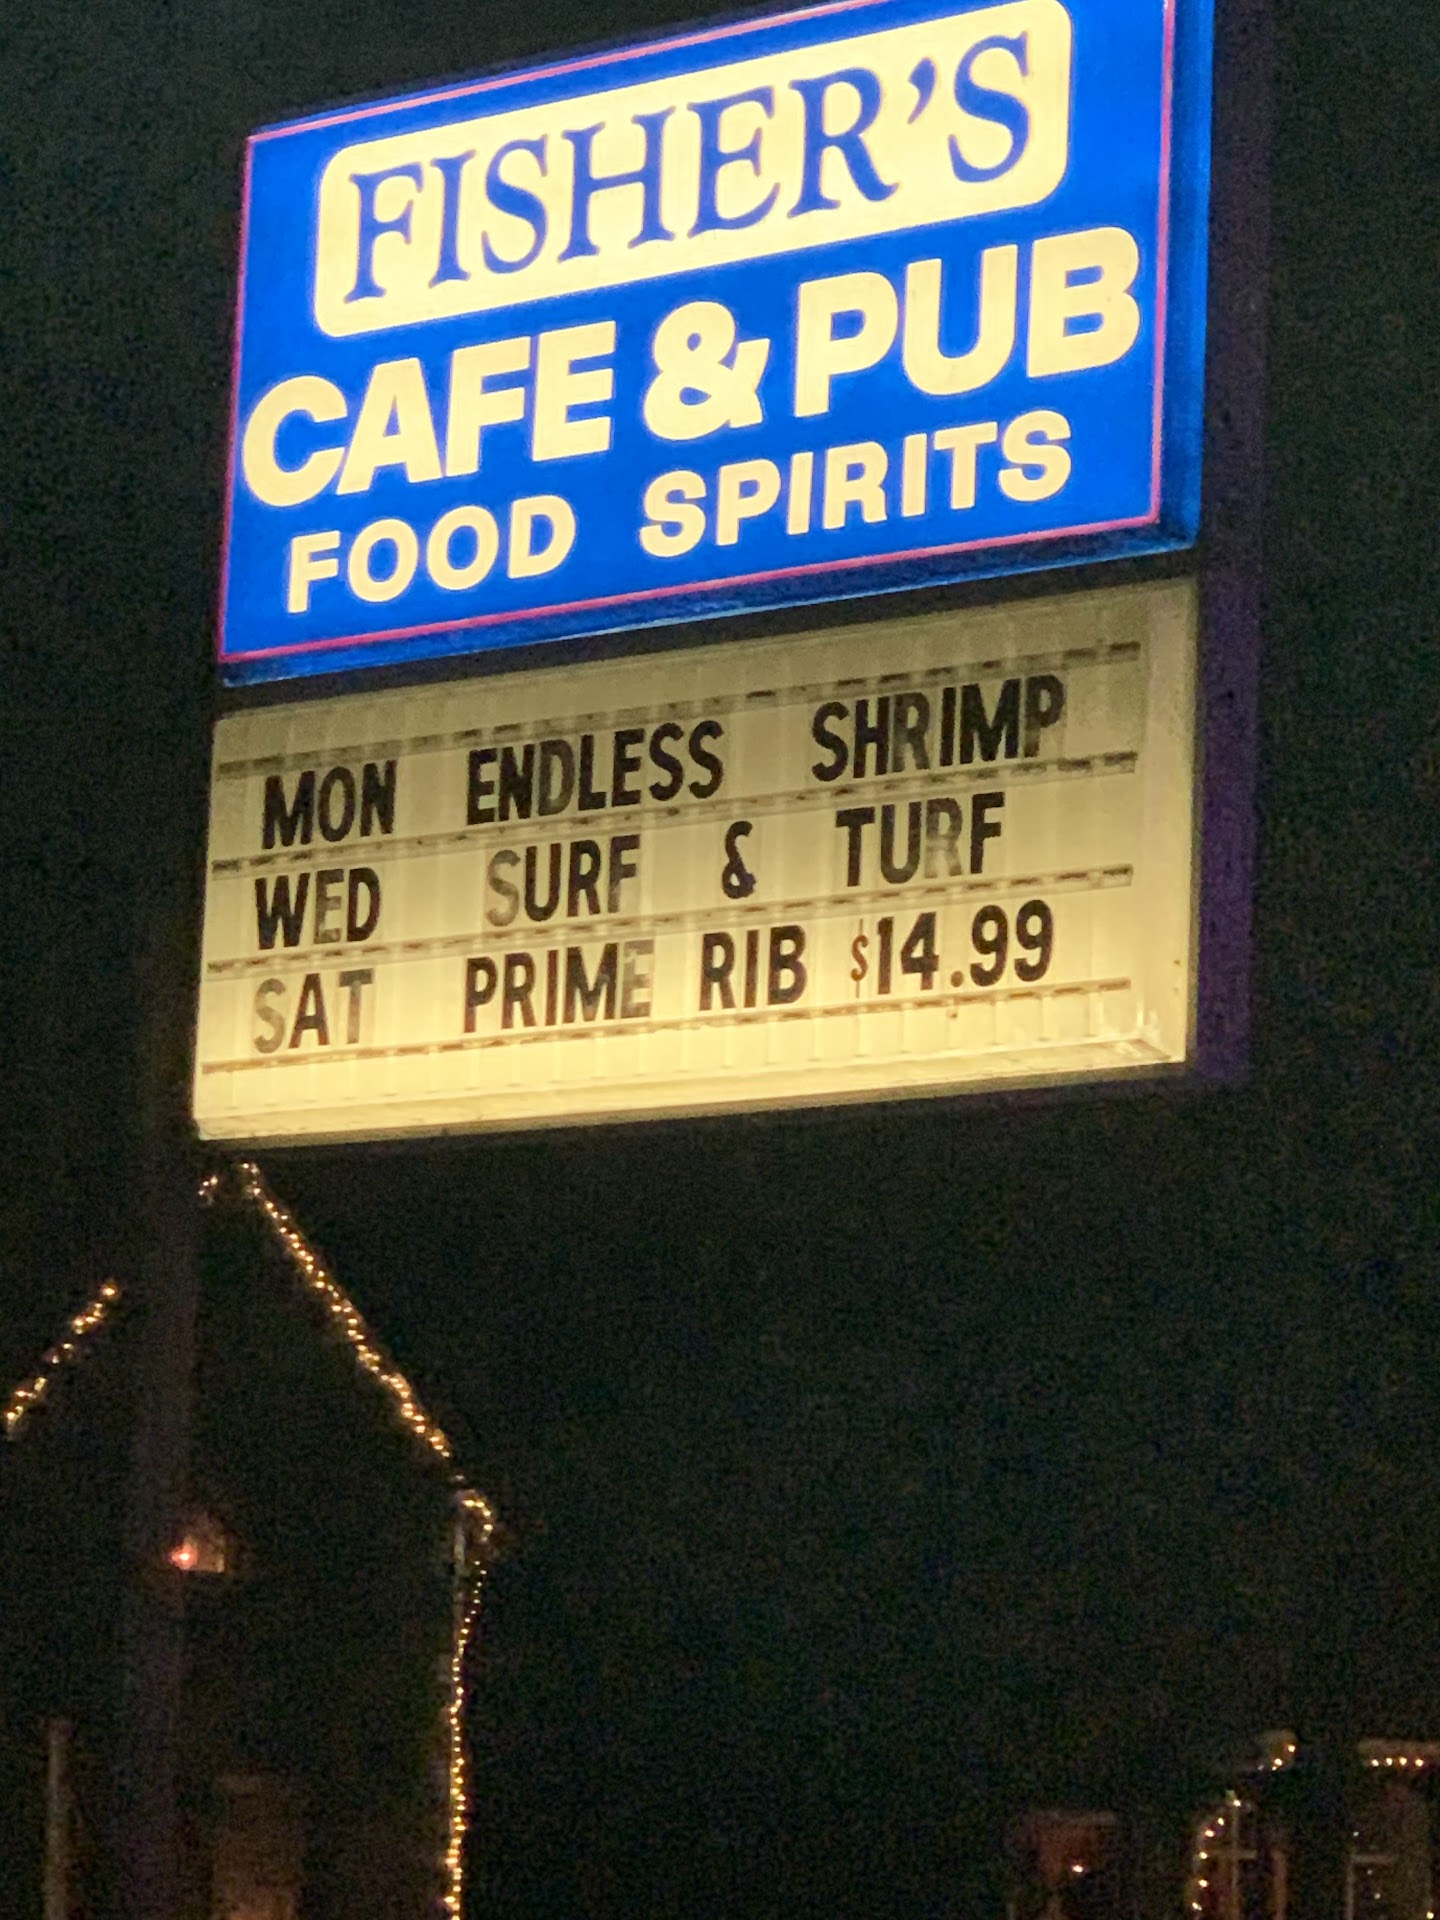 FISHER'S
CAFE & PUB
FOOD SPIRITS
MON ENDLESS SHRIMP
WED SURF & TURF
SAT PRIME RIB $14.99